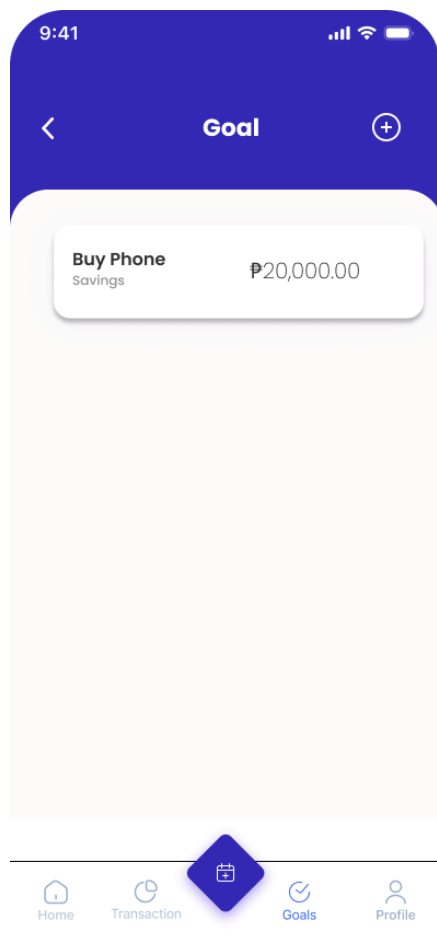 9:41
Goal
Buy Phone
Savings
₱20,000.00
Home
Transaction
Goals
Profile